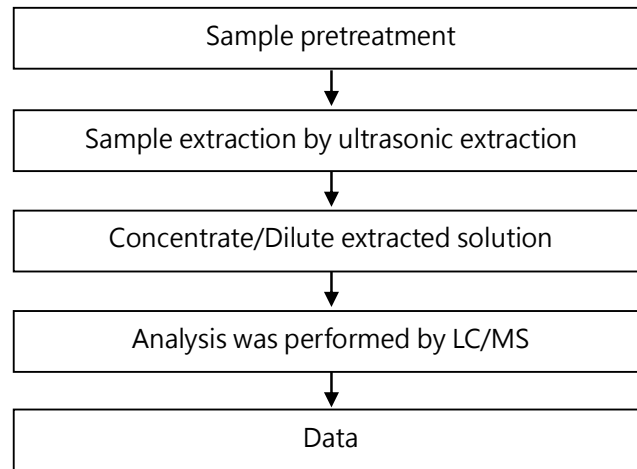 Sample pretreatment
Sample extraction by ultrasonic extraction
Concentrate/Dilute extracted solution
Analysis was performed by LC/MS
Data